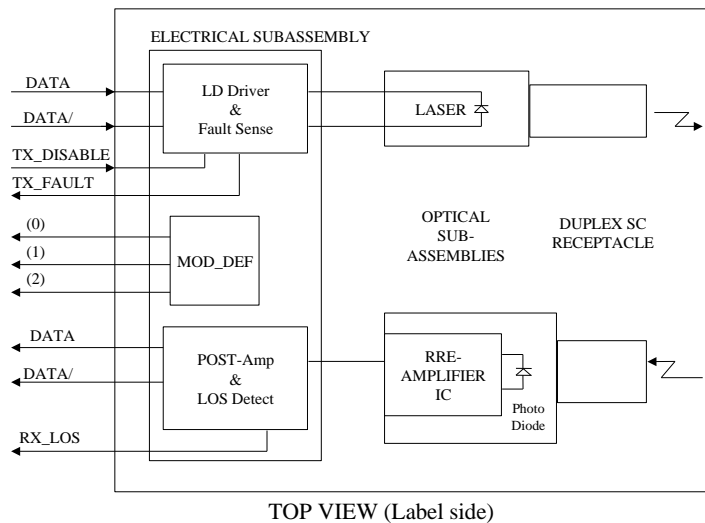 ELECTRICAL SUBASSEMBLY
DATA
DATA/
TX_DISABLE
TX_FAULT
LD Driver
&
Fault Sense
LASER
(0)
(1)
(2)
MOD_DEF
OPTICAL
SUB-
ASSEMBLIES
DUPLEX SC
RECEPTACLE
DATA
DATA/
RX_LOS
POST-Amp
&
LOS Detect
RRE-
AMPLIFIER
IC
Photo
Diode
TOP VIEW (Label side)